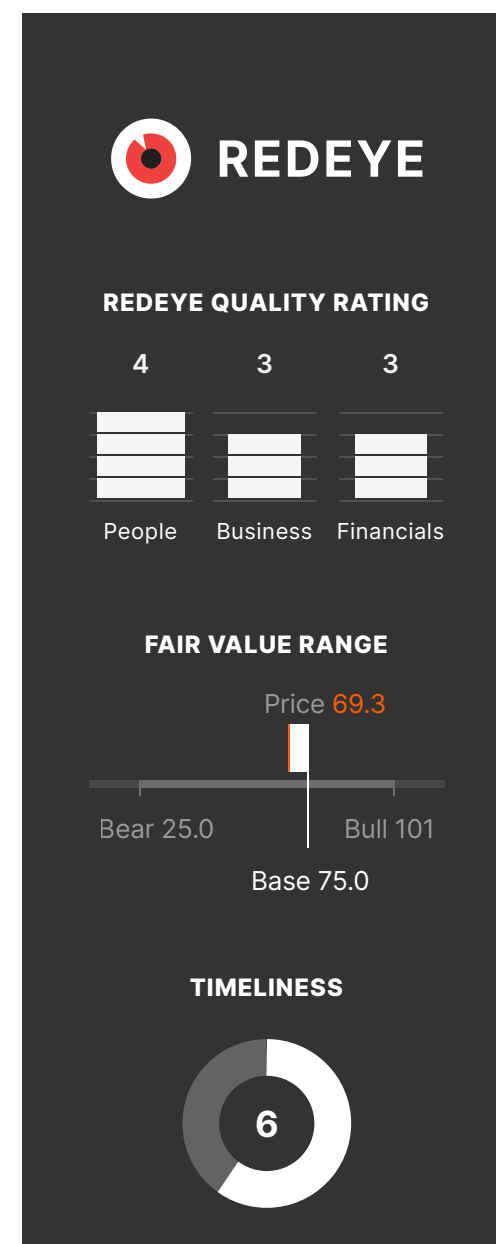 REDEYE
REDEYE QUALITY RATING
4 3 3
People Business Financials
FAIR VALUE RANGE
Price 69.3
Bear 25.0 Bull 101
Base 75.0
TIMELINESS
6